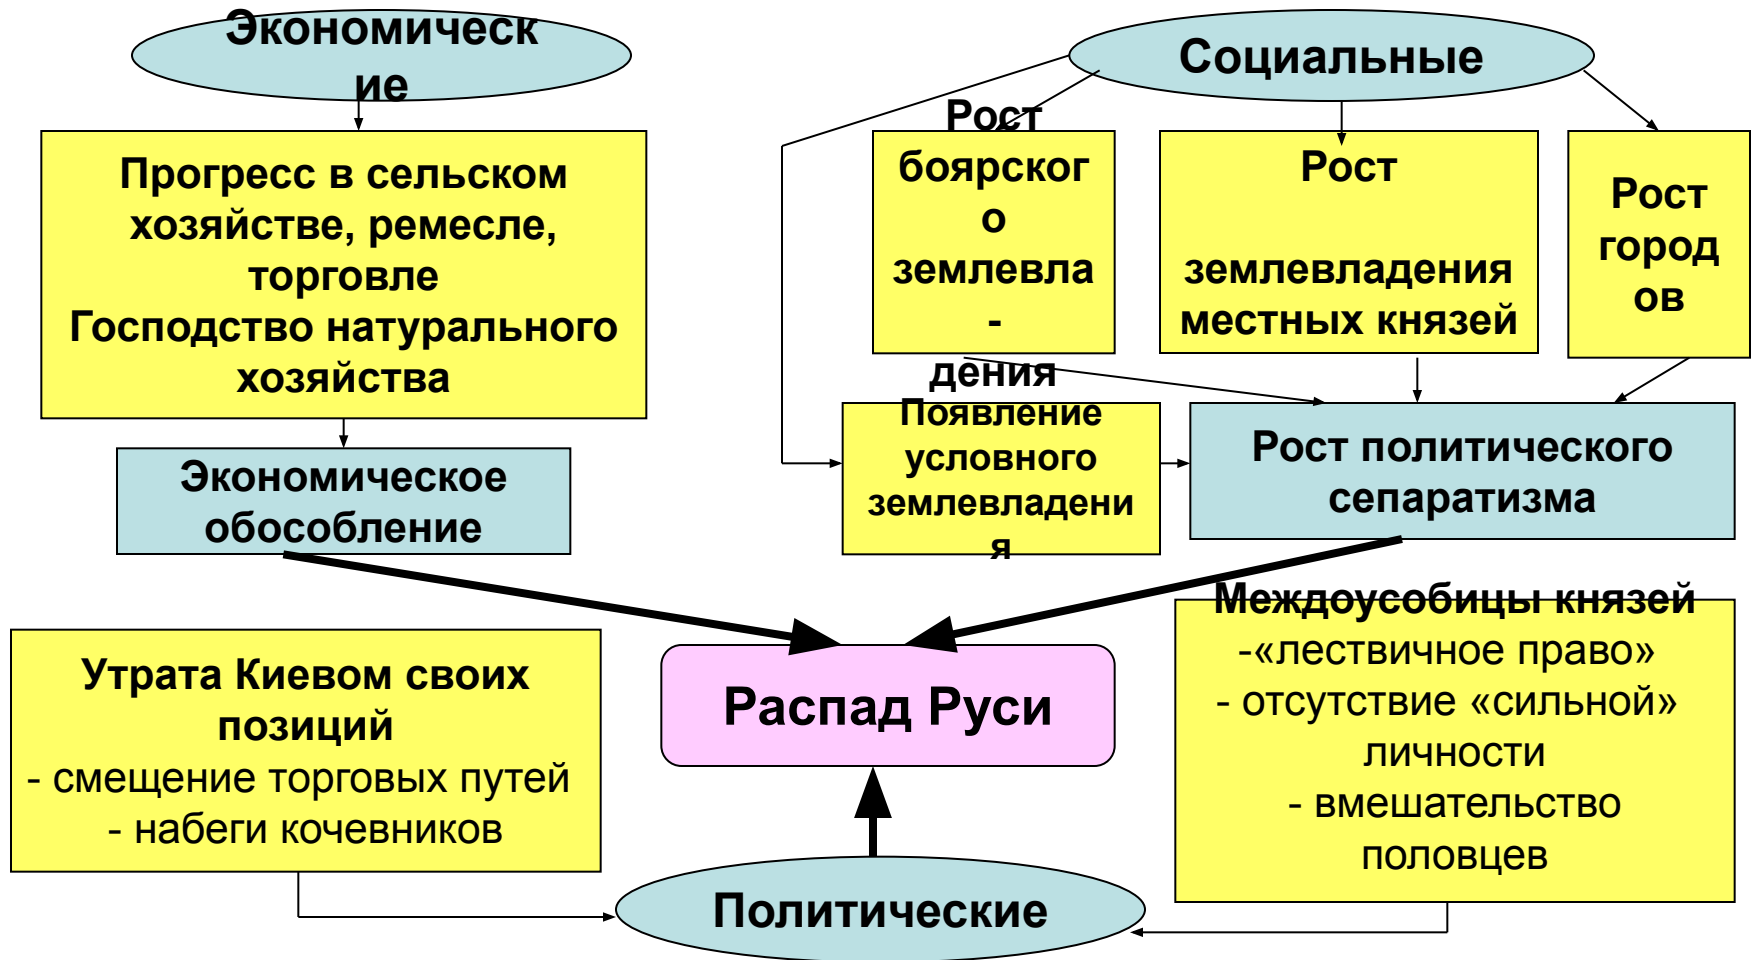 Экономическ
ие
Прогресс в сельском
хозяйстве, ремесле,
торговле
Господство натурального
хозяйства
Экономическое
обособление
Социальные
Рост
боярског
о
землевла
-
дения
Рост
землевладения
местных князей
Рост
город
ов
Появление
условного
землевладени
я
Рост политического
сепаратизма
Утрата Киевом своих
позиций
- смещение торговых путей
- набеги кочевников
Распад Руси
Междоусобицы князей
-«лествичное право»
- отсутствие «сильной»
личности
- вмешательство
половцев
Политические